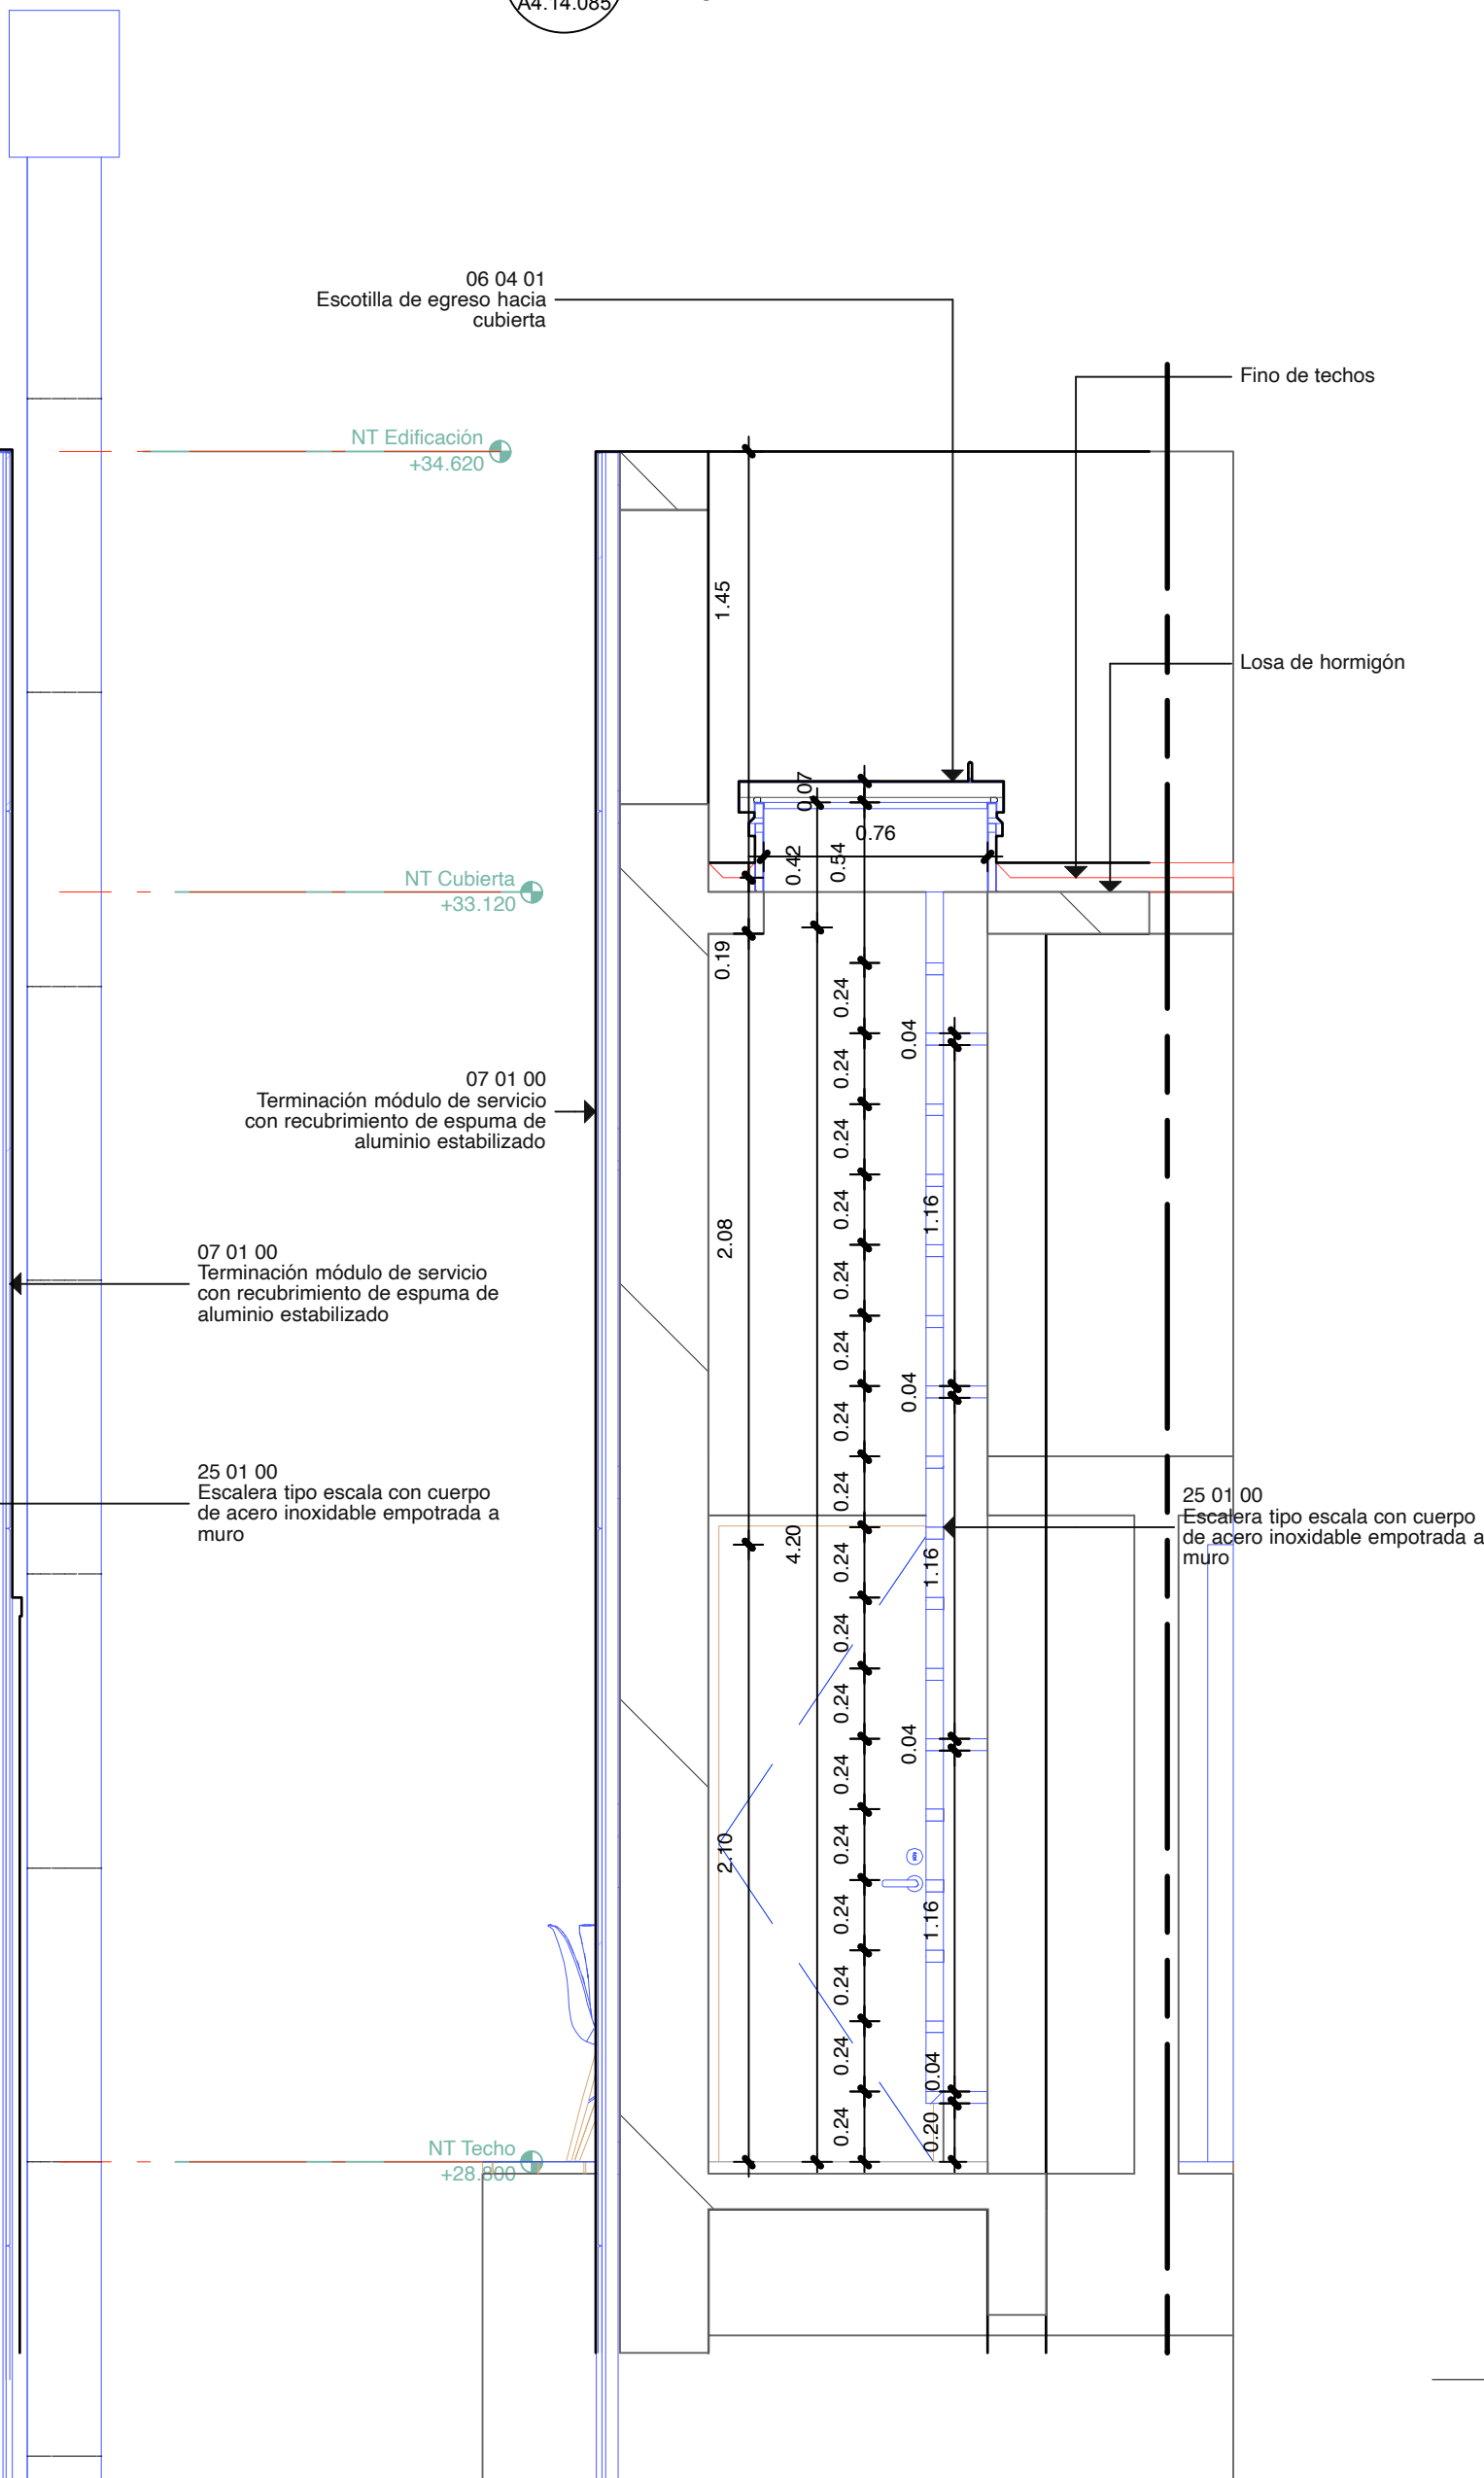 A4.14.085
06 04 01
Escotilla de egreso hacia
cubierta
Fino de techos
NT Edificación
+34.620
1.45
Losa de hormigón
0.07
0.76
0.42
0.54
NT Cubierta
+33.120
0.19
0.24
0.04
0.24
07 01 00
Terminación módulo de servicio
con recubrimiento de espuma de
aluminio estabilizado
0.24
2.08
0.24
1.16
07 01 00
Terminación módulo de servicio
con recubrimiento de espuma de
aluminio estabilizado
0.24
0.24
0.04
0.24
25 01 00
Escalera tipo escala con cuerpo
de acero inoxidable empotrada a
muro
0.24
25 01 00
Escalera tipo escala con cuerpo
de acero inoxidable empotrada a
muro
4.20
0.24
1.16
0.24
0.24
0.04
0.24
2.10
0.24
0.24
1.16
0.24
0.24
0.04
0.24
0.20
NT Techo
+28.800